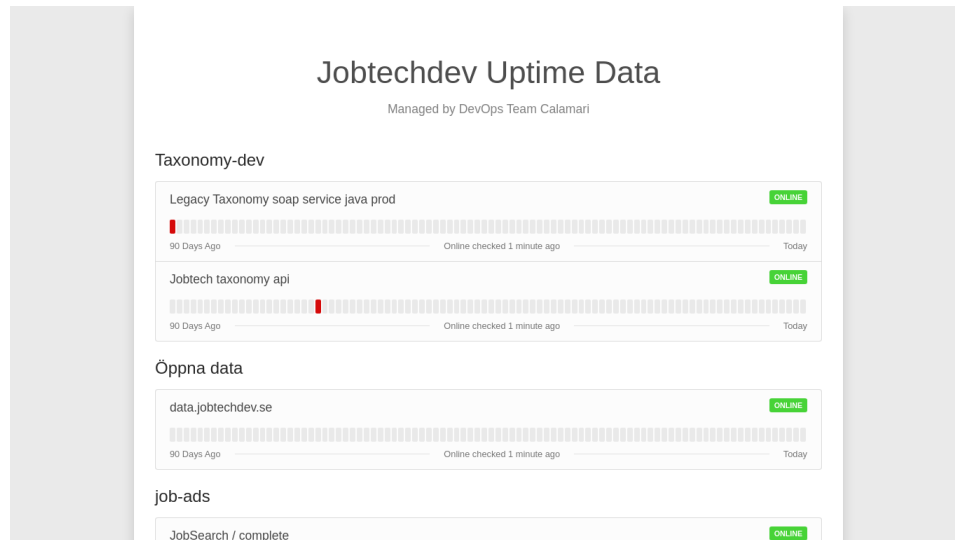 Jobtechdev Uptime Data
Managed by DevOps Team Calamari
Taxonomy-dev
Legacy Taxonomy soap service java prod
ONLINE
90 Days Ago
Online checked 1 minute ago
Today
Jobtech taxonomy api
ONLINE
90 Days Ago
Online checked 1 minute ago
Today
Öppna data
data.jobtechdev.se
ONLINE
90 Days Ago
Online checked 1 minute ago
Today
job-ads
JobSearch / complete
ONLINE